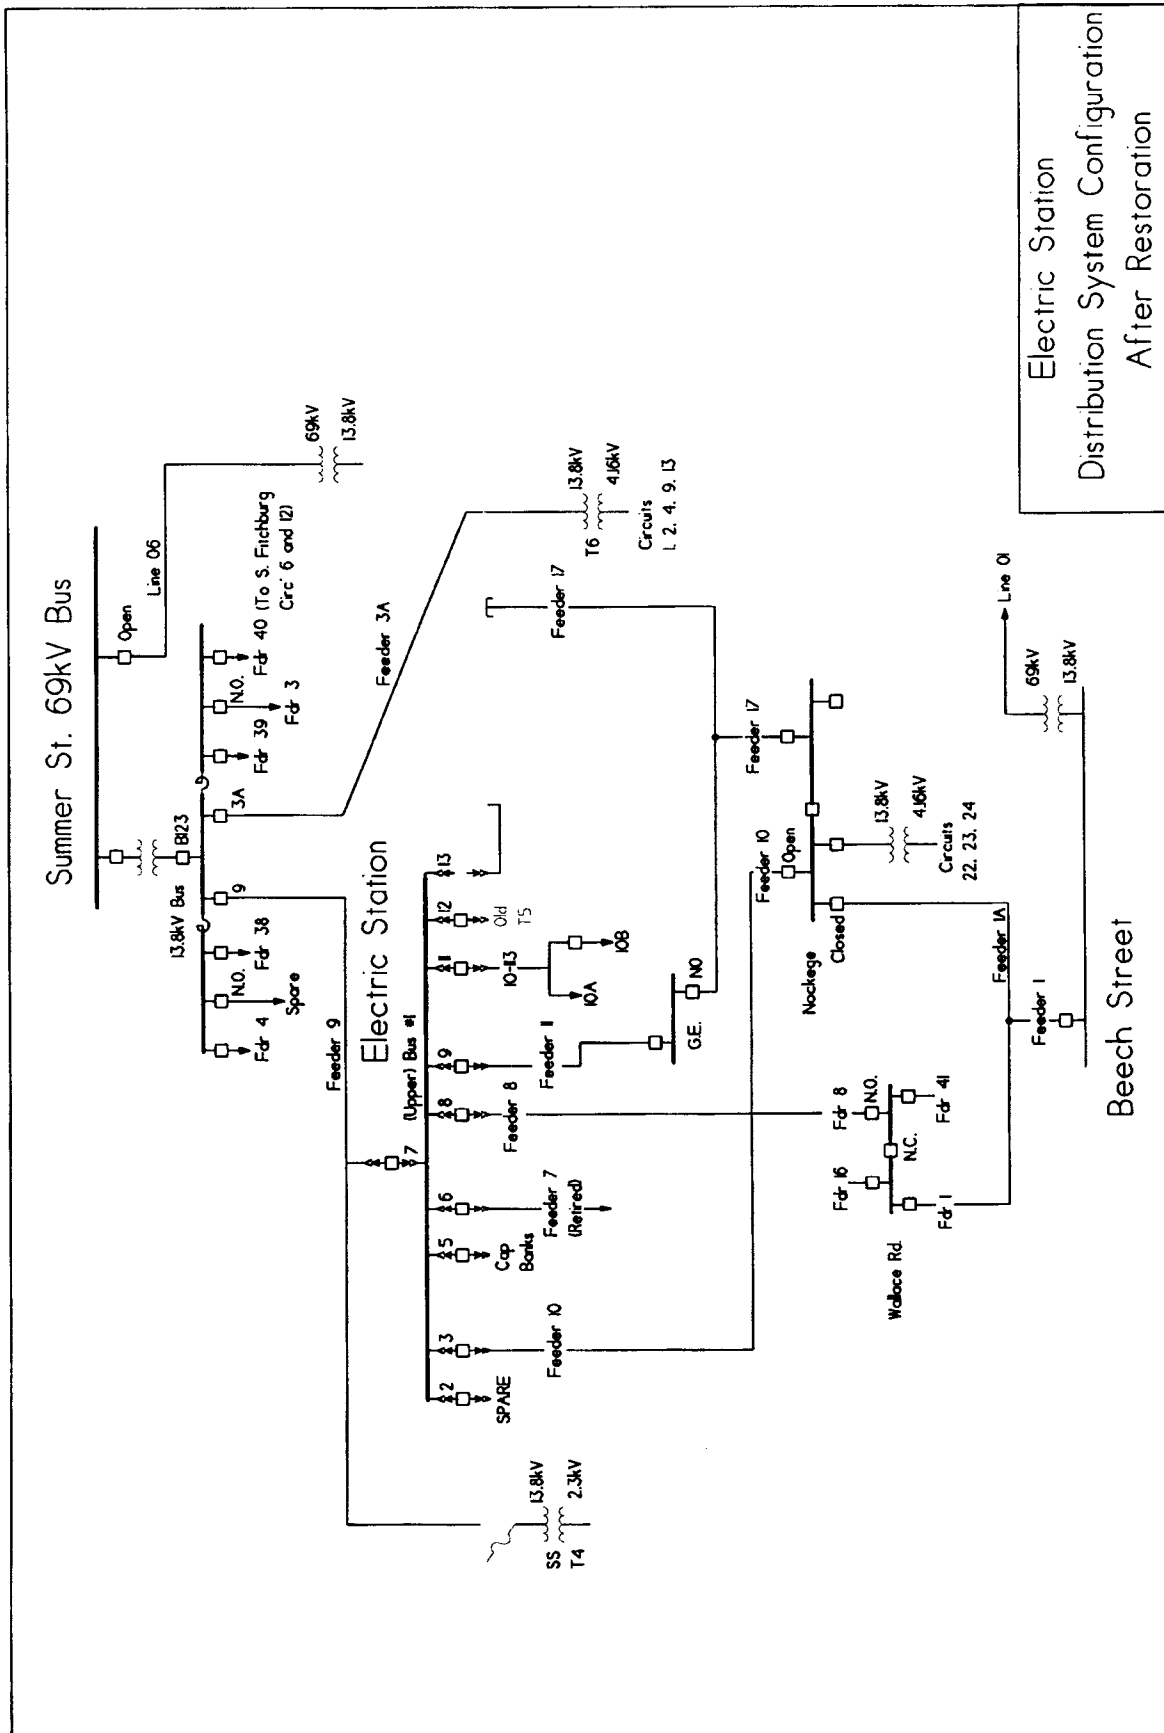 Summer St. 69kV Bus
Open
Line 06
69kV
13.8kV
B123
13.8kV Bus
Fdr 4
N.O.
Spare
Fdr 38
9
3A
Fdr 39
N.O.
Fdr 3
Fdr 40 (To S. Fitchburg
Circ' 6 and 12)
Feeder 9
Feeder 3A
T6
13.8kV
4.16kV
Circuits
1, 2, 4, 9, 13
Electric Station
(Upper) Bus #1
7
2
SPARE
3
Feeder 10
5
Cap
Banks
6
Feeder 7
(Retired)
8
Feeder 8
9
Feeder 11
11
10-113
10A
10B
12
Old
T5
13
SS
T4
13.8kV
2.3kV
G.E.
NO
Feeder 17
Feeder 17
Feeder 10
Open
Nockege
Closed
13.8kV
4.16kV
Circuits
22, 23, 24
Feeder 1A
Fdr 8
N.O.
Fdr 16
N.C.
Fdr 41
Fdr 1
Wallace Rd.
Feeder 1
Line 01
69kV
13.8kV
Beech Street
Electric Station
Distribution System Configuration
After Restoration